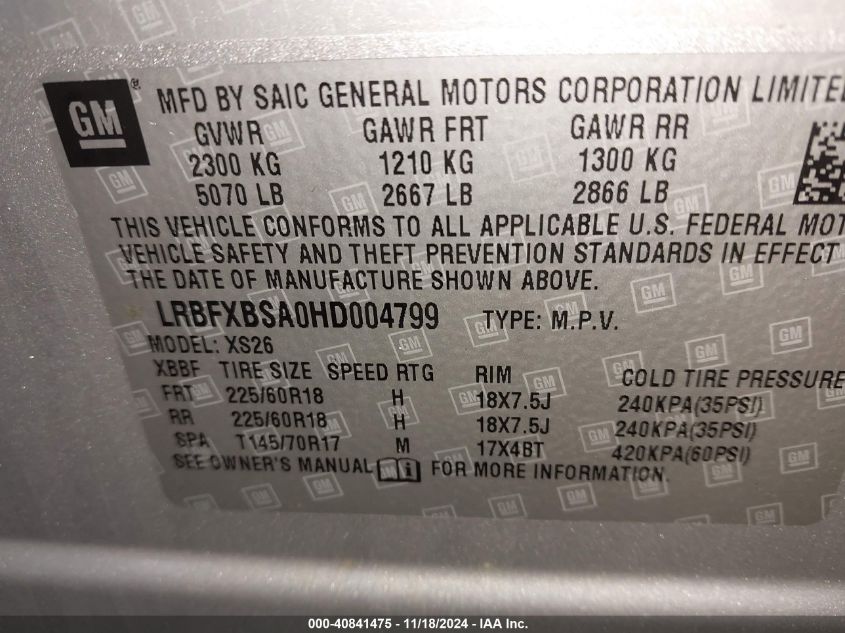 GM
®
MFD BY SAIC GENERAL MOTORS CORPORATION LIMITE
GVWR GAWR FRT GAWR RR
2300 KG 1210 KG 1300 KG
5070 LB 2667 LB 2866 LB
THIS VEHICLE CONFORMS TO ALL APPLICABLE U.S. FEDERAL MOT
VEHICLE SAFETY AND THEFT PREVENTION STANDARDS IN EFFECT
THE DATE OF MANUFACTURE SHOWN ABOVE.
LRBFXBSA0HD004799 TYPE: M.P.V.
MODEL: XS26
XBBF TIRE SIZE SPEED RTG RIM COLD TIRE PRESSURE
FRT 225/60R18 H 18X7.5J 240KPA(35PSI)
RR 225/60R18 H 18X7.5J 240KPA(35PSI)
SPA T145/70R17 M 17X4BT 420KPA(60PSI)
SEE OWNER'S MANUAL i FOR MORE INFORMATION.
000-40841475 - 11/18/2024 - IAA Inc.